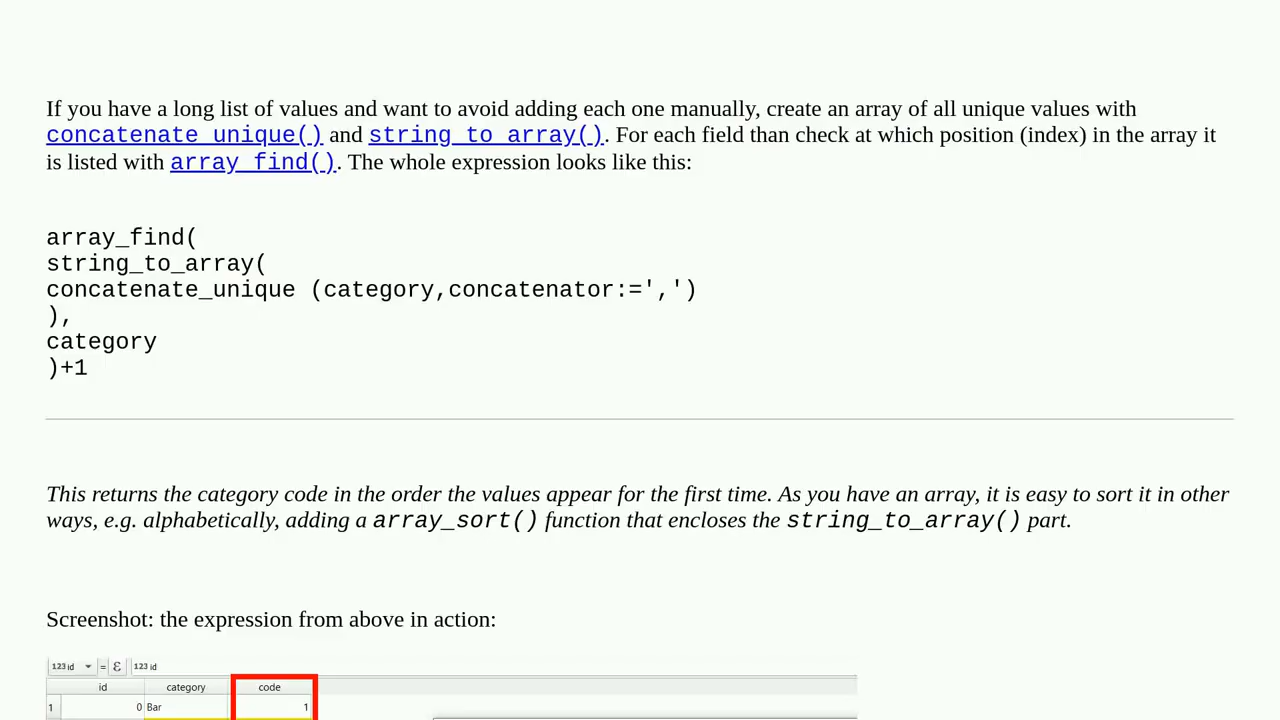 If you have a long list of values and want to avoid adding each one manually, create an array of all unique values with
concatenate_unique() and string_to_array(). For each field than check at which position (index) in the array it
is listed with array_find(). The whole expression looks like this:
array_find(
string_to_array(
concatenate_unique (category,concatenator:=',')
),
category
)+1
This returns the category code in the order the values appear for the first time. As you have an array, it is easy to sort it in other
ways, e.g. alphabetically, adding a array_sort() function that encloses the string_to_array() part.
Screenshot: the expression from above in action:
123 id = ε 123 id
id category code
1 0 Bar 1